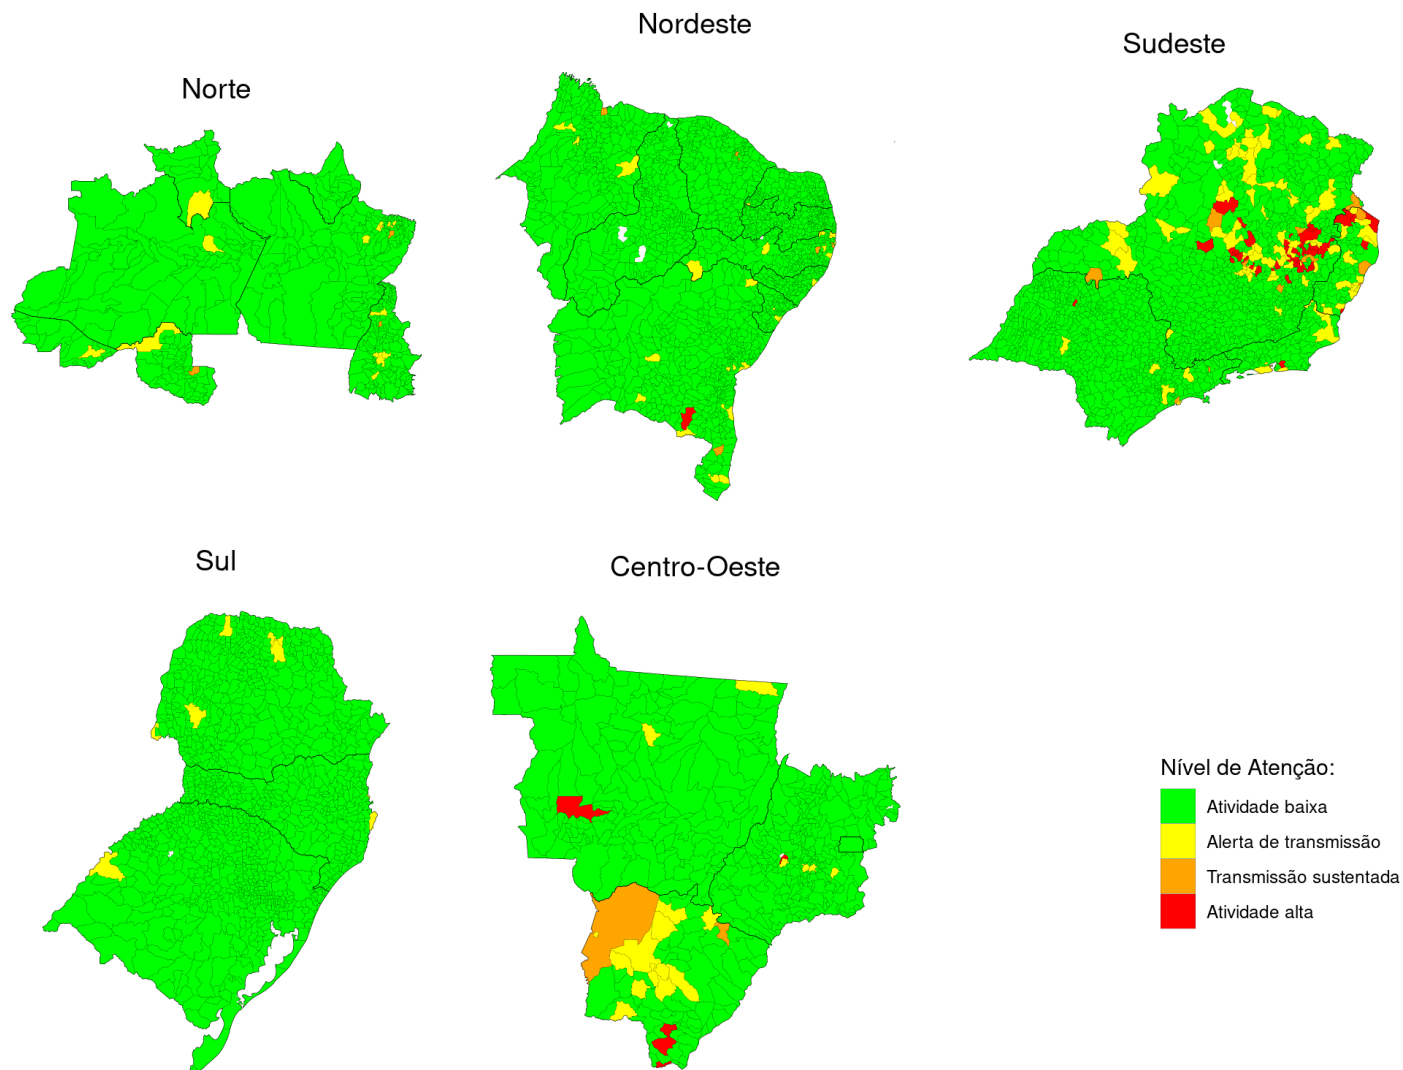 Nordeste
Sudeste
Norte
Sul
Centro-Oeste
Nível de Atenção:
Atividade baixa
Alerta de transmissão
Transmissão sustentada
Atividade alta